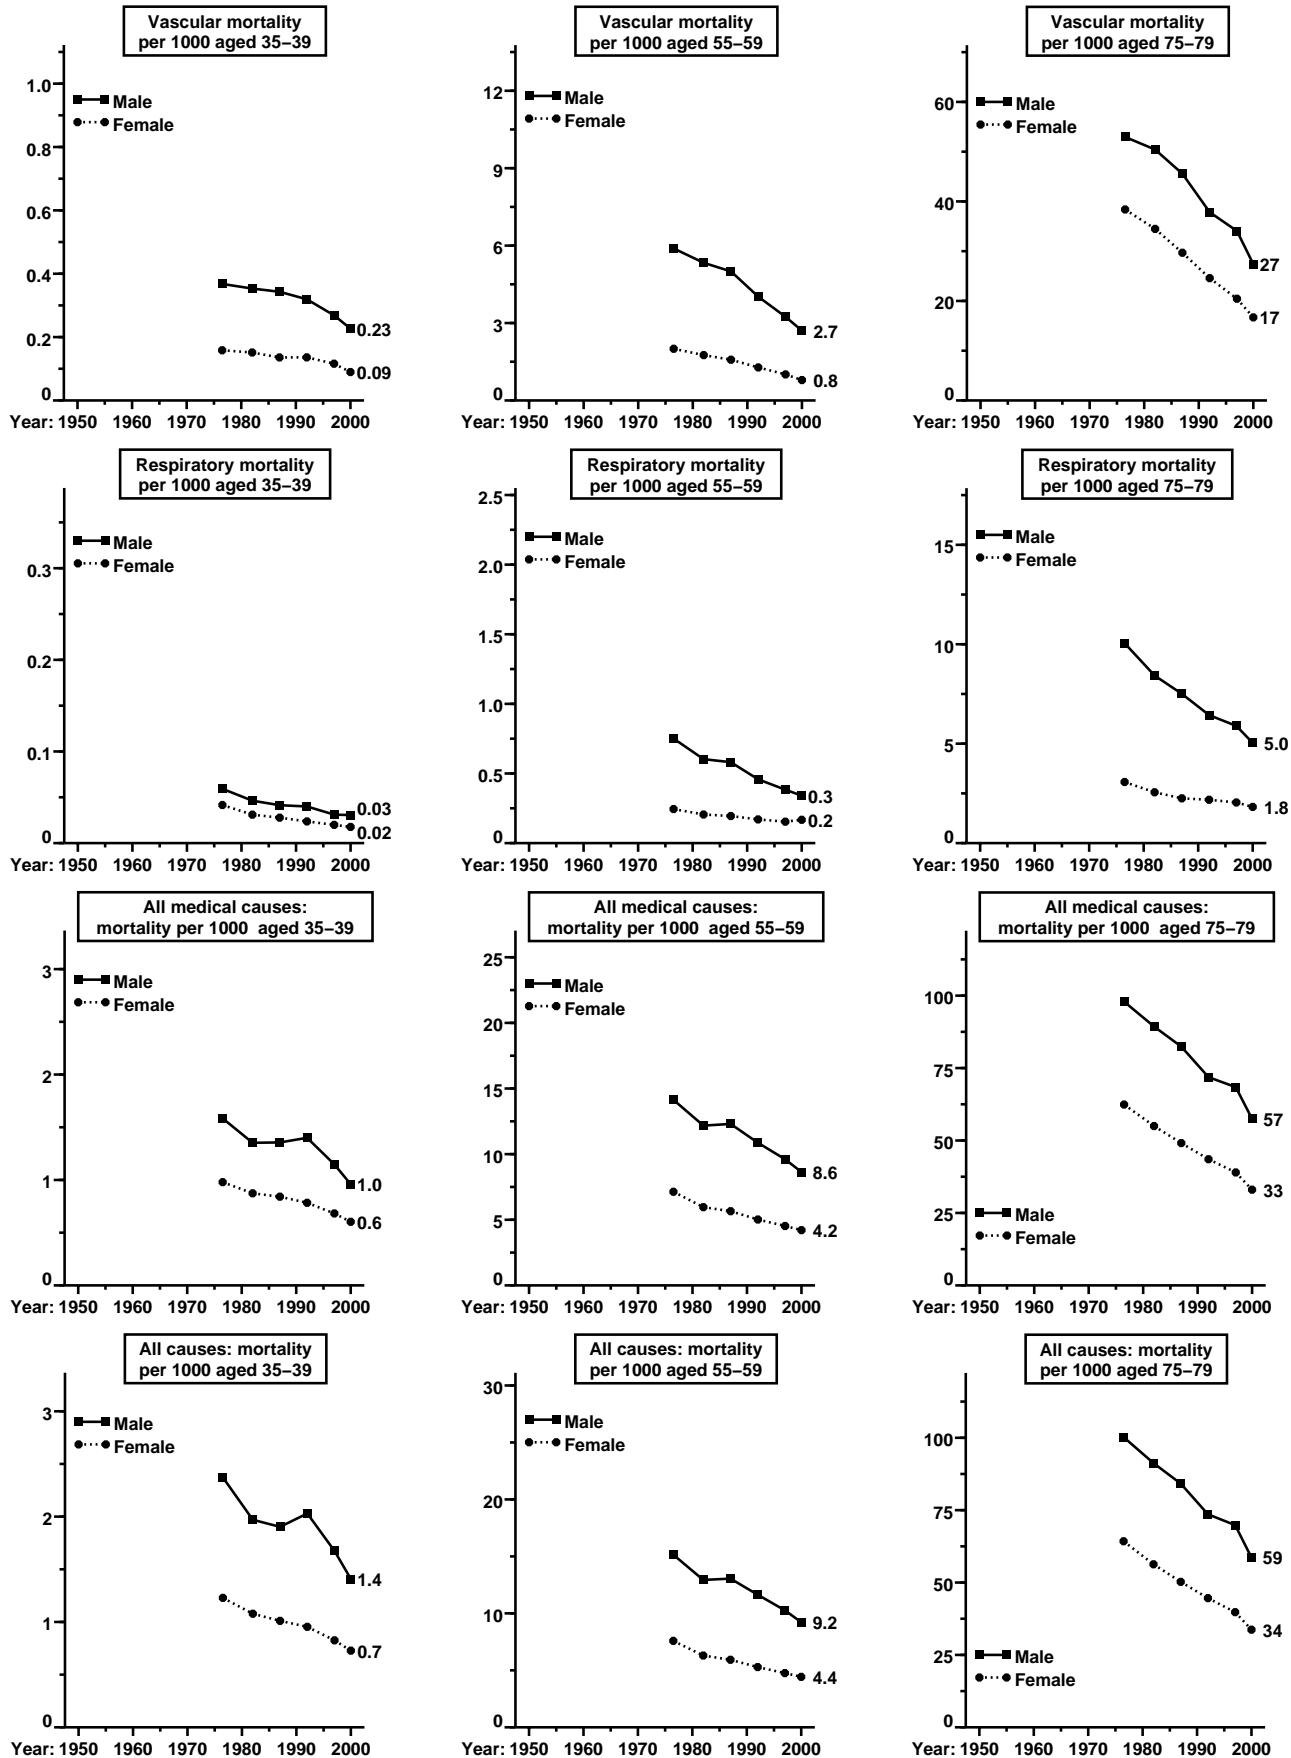 Vascular mortality
per 1000 aged 35–39
1.0
0.8
0.6
0.4
0.2
0
Male
Female
0.23
0.09
Year: 1950 1960 1970 1980 1990 2000
Vascular mortality
per 1000 aged 55–59
12
9
6
3
0
Male
Female
2.7
0.8
1950 1960 1970 1980 1990 2000
Vascular mortality
per 1000 aged 75–79
60
40
20
0
Male
Female
27
17
Year: 1950 1960 1970 1980 1990 2000
Respiratory mortality
per 1000 aged 35–39
0.3
0.2
0.1
0
Male
Female
0.03
0.02
Year: 1950 1960 1970 1980 1990 2000
Respiratory mortality
per 1000 aged 55–59
2.5
2.0
1.5
1.0
0.5
0
Male
Female
0.3
0.2
Year: 1950 1960 1970 1980 1990 2000
Respiratory mortality
per 1000 aged 75–79
15
10
5
0
Male
Female
5.0
1.8
Year: 1950 1960 1970 1980 1990 2000
All medical causes:
mortality per 1000 aged 35–39
3
2
1
0
Male
Female
1.0
0.6
Year: 1950 1960 1970 1980 1990 2000
All medical causes:
mortality per 1000 aged 55–59
25
20
15
10
5
0
Male
Female
8.6
4.2
Year: 1950 1960 1970 1980 1990 2000
All medical causes:
mortality per 1000 aged 75–79
100
75
50
25
0
Male
Female
57
33
Year: 1950 1960 1970 1980 1990 2000
All causes: mortality
per 1000 aged 35–39
3
2
1
0
Male
Female
1.4
0.7
Year: 1950 1960 1970 1980 1990 2000
All causes: mortality
per 1000 aged 55–59
30
20
10
0
Male
Female
9.2
4.4
Year: 1950 1960 1970 1980 1990 2000
All causes: mortality
per 1000 aged 75–79
100
75
50
25
0
Male
Female
59
34
Year: 1950 1960 1970 1980 1990 2000